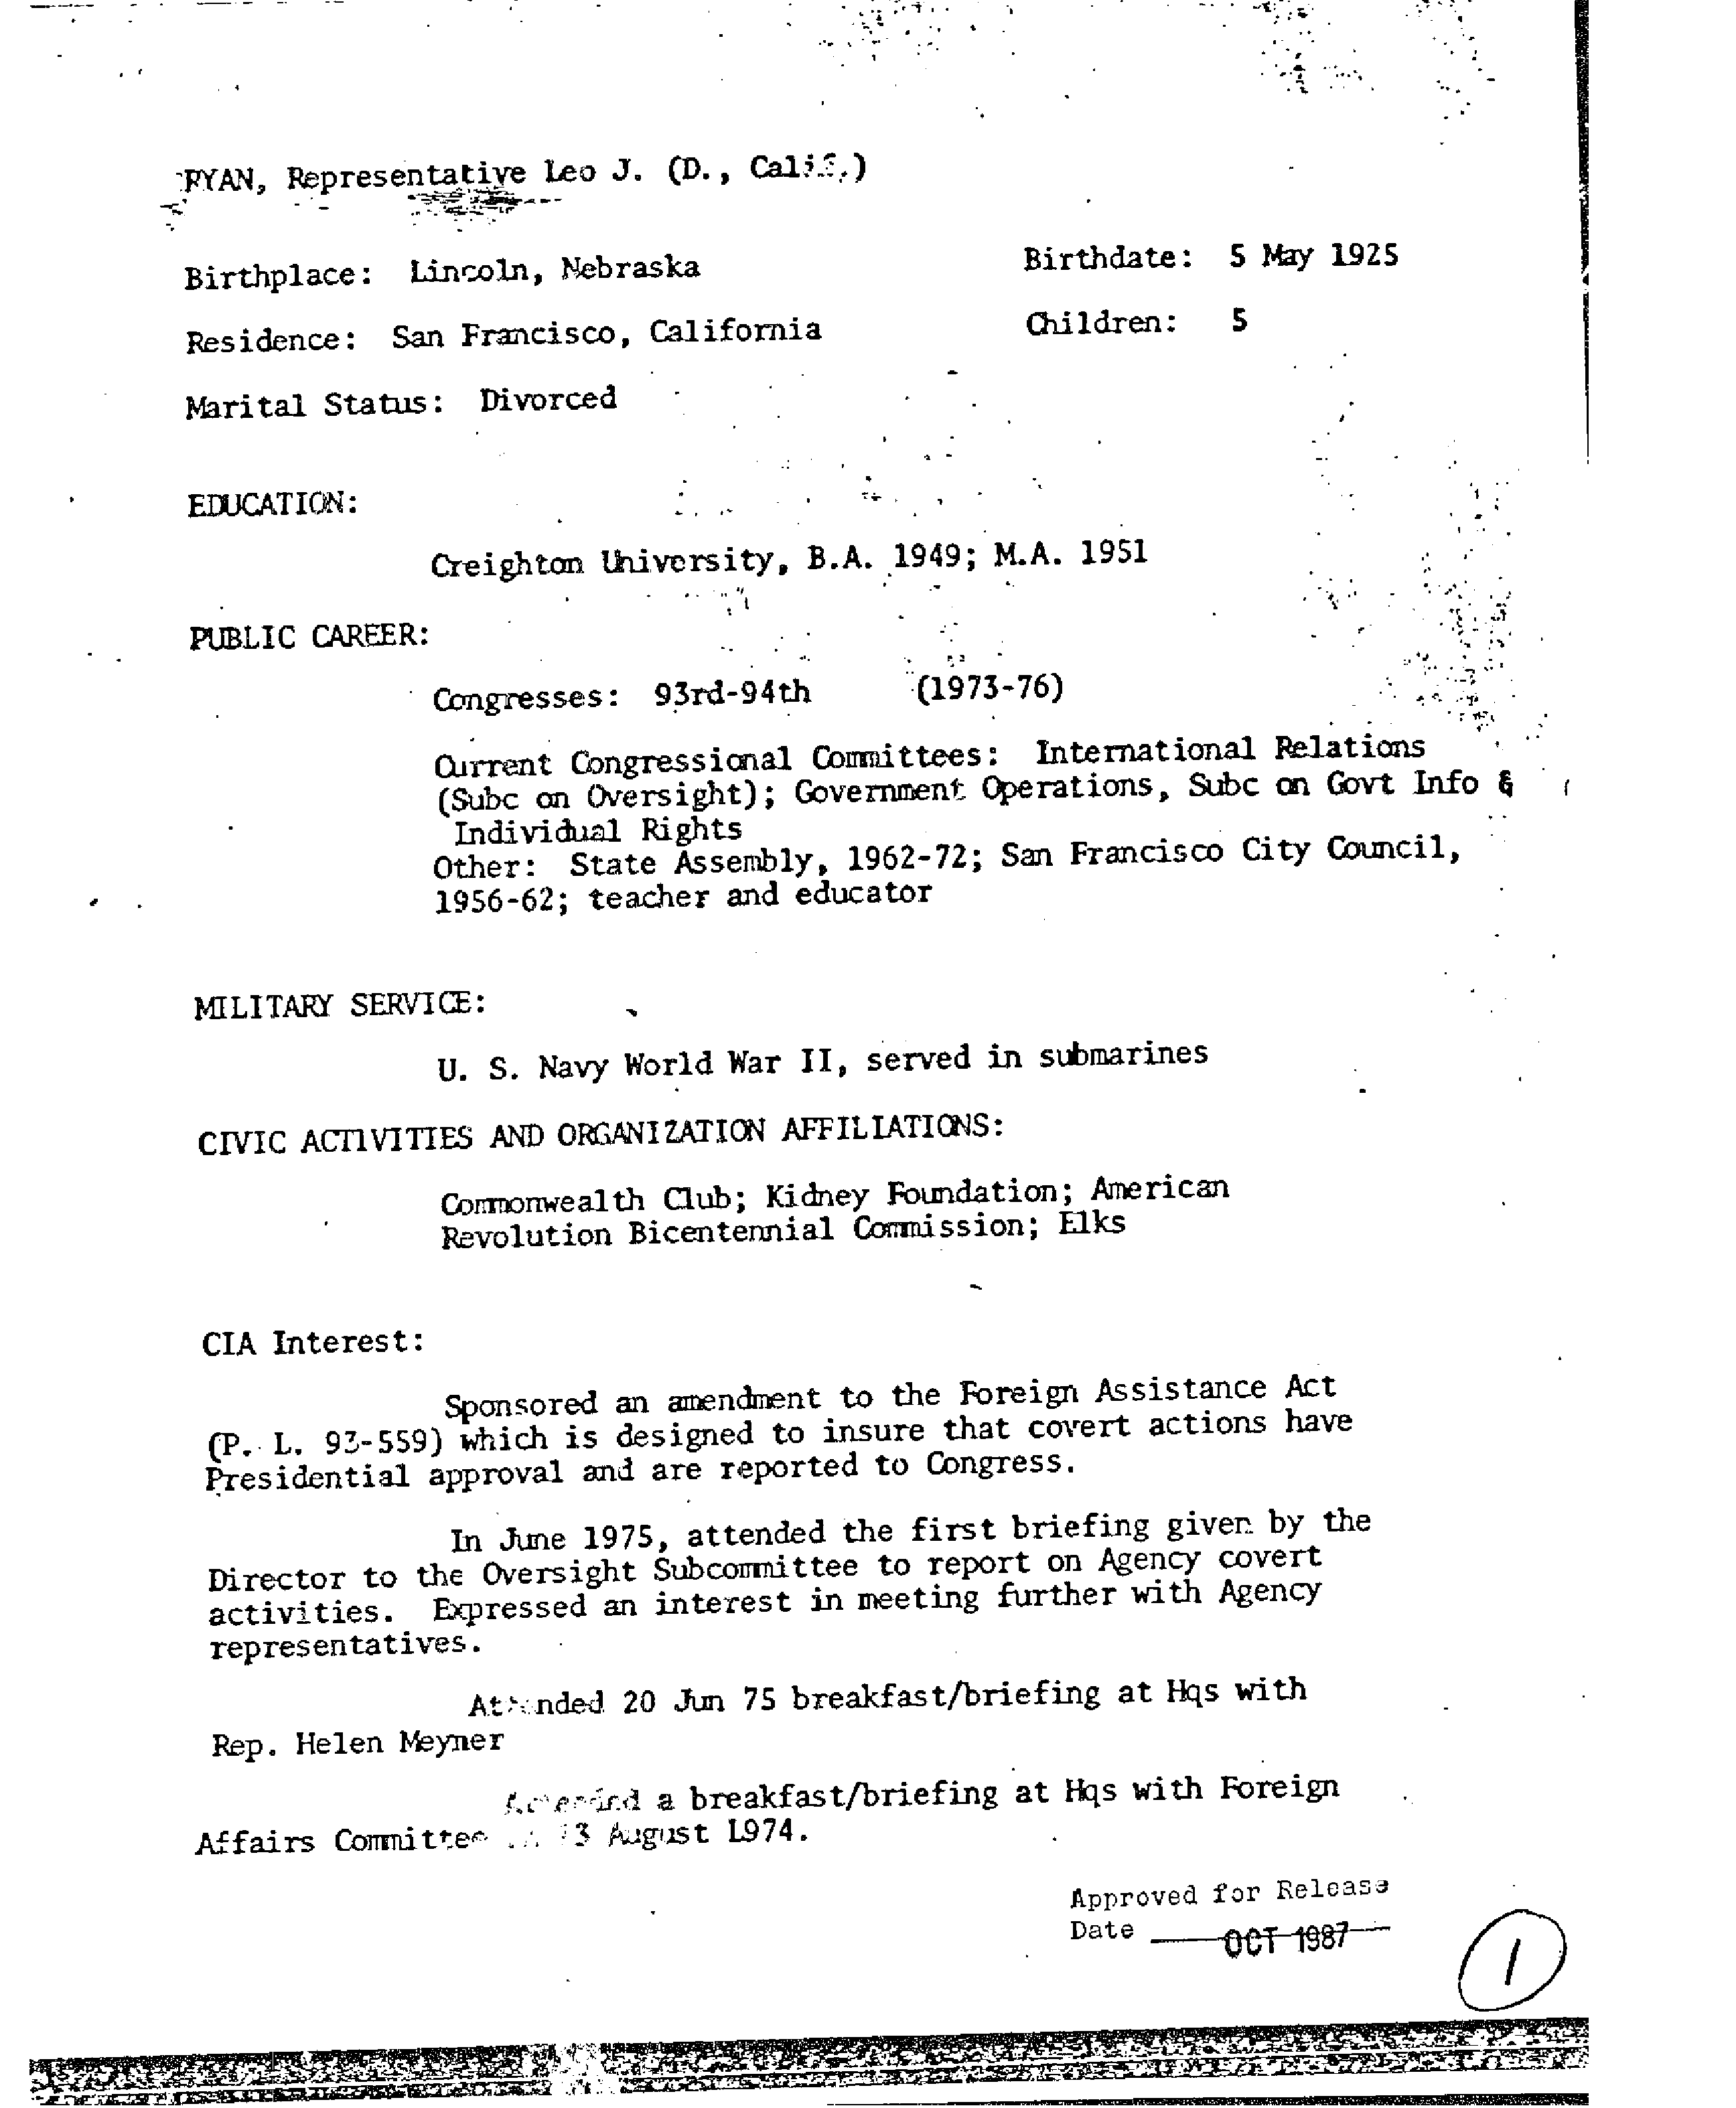 RYAN, Representative Leo J. (D., Calif.)
Birthplace: Lincoln, Nebraska Birthdate: 5 May 1925
Residence: San Francisco, California Children: 5
Marital Status: Divorced
EDUCATION:
Creighton University, B.A. 1949; M.A. 1951
PUBLIC CAREER:
Congresses: 93rd-94th (1973-76)
Current Congressional Committees: International Relations
(Subc on Oversight); Government Operations, Subc on Govt Info &
Individual Rights
Other: State Assembly, 1962-72; San Francisco City Council,
1956-62; teacher and educator
MILITARY SERVICE:
U. S. Navy World War II, served in submarines
CIVIC ACTIVITIES AND ORGANIZATION AFFILIATIONS:
Commonwealth Club; Kidney Foundation; American
Revolution Bicentennial Commission; Elks
CIA Interest:
Sponsored an amendment to the Foreign Assistance Act
(P. L. 93-559) which is designed to insure that covert actions have
Presidential approval and are reported to Congress.
In June 1975, attended the first briefing given by the
Director to the Oversight Subcommittee to report on Agency covert
activities. Expressed an interest in meeting further with Agency
representatives.
Attended 20 Jun 75 breakfast/briefing at Hqs with
Rep. Helen Meyner
Attended a breakfast/briefing at Hqs with Foreign
Affairs Committee August 1974.
Approved for Release
Date OCT 1987
1